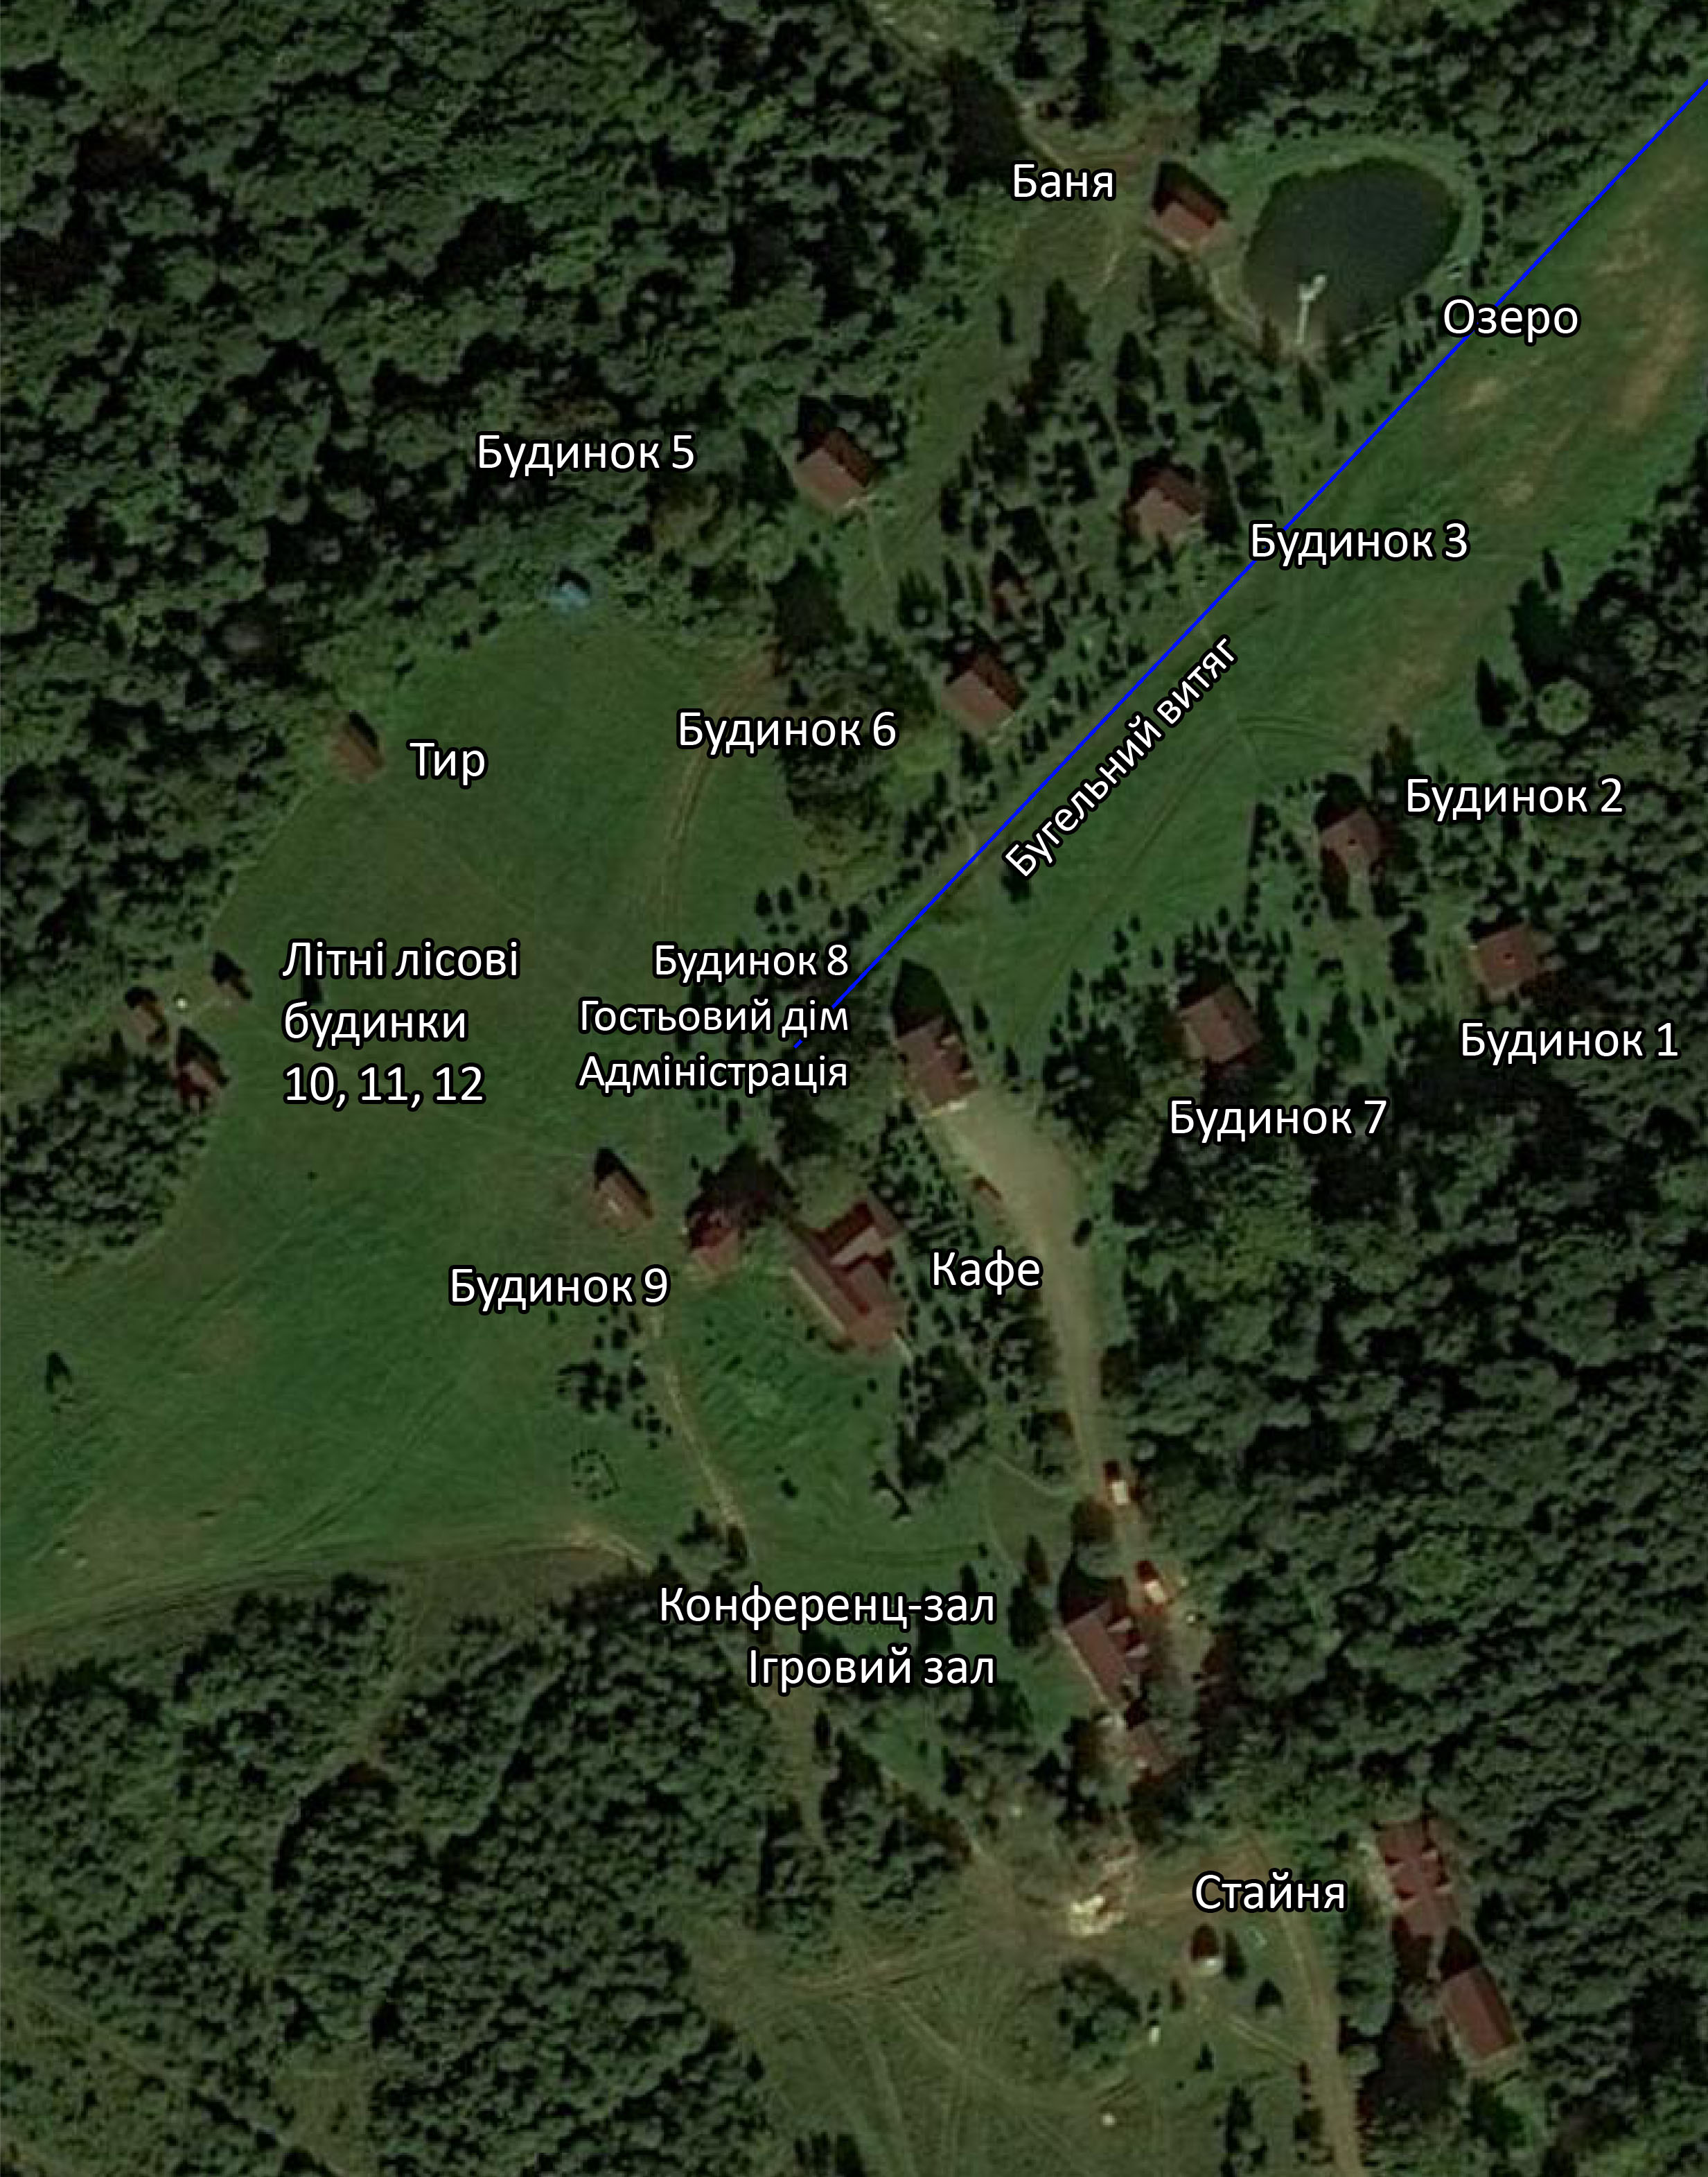 Баня
Озеро
Будинок 5
Будинок 3
Бугельний витяг
Будинок 6
Тир
Будинок 2
Літні лісові
будинки
10, 11, 12
Будинок 8
Гостьовий дім
Адміністрація
Будинок 1
Будинок 7
Кафе
Будинок 9
Конференц-зал
Ігровий зал
Стайня